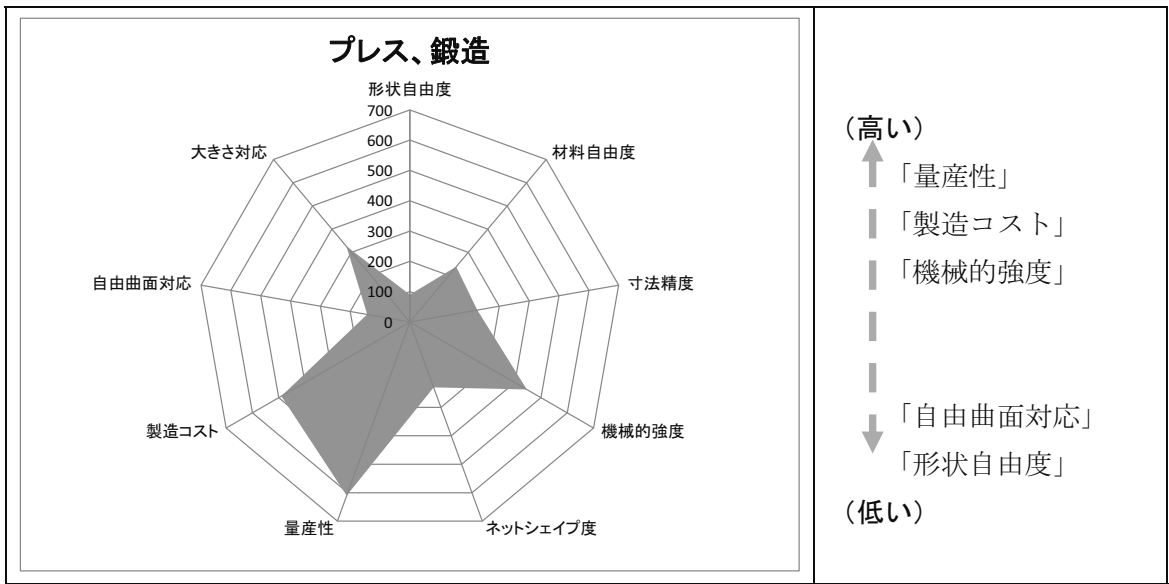 プレス、鍛造
形状自由度
700
600
500
400
300
200
100
0
材料自由度
寸法精度
機械的強度
ネットシェイプ度
量産性
製造コスト
自由曲面対応
大きさ対応
(高い)
「量産性」
「製造コスト」
「機械的強度」
「自由曲面対応」
「形状自由度」
(低い)